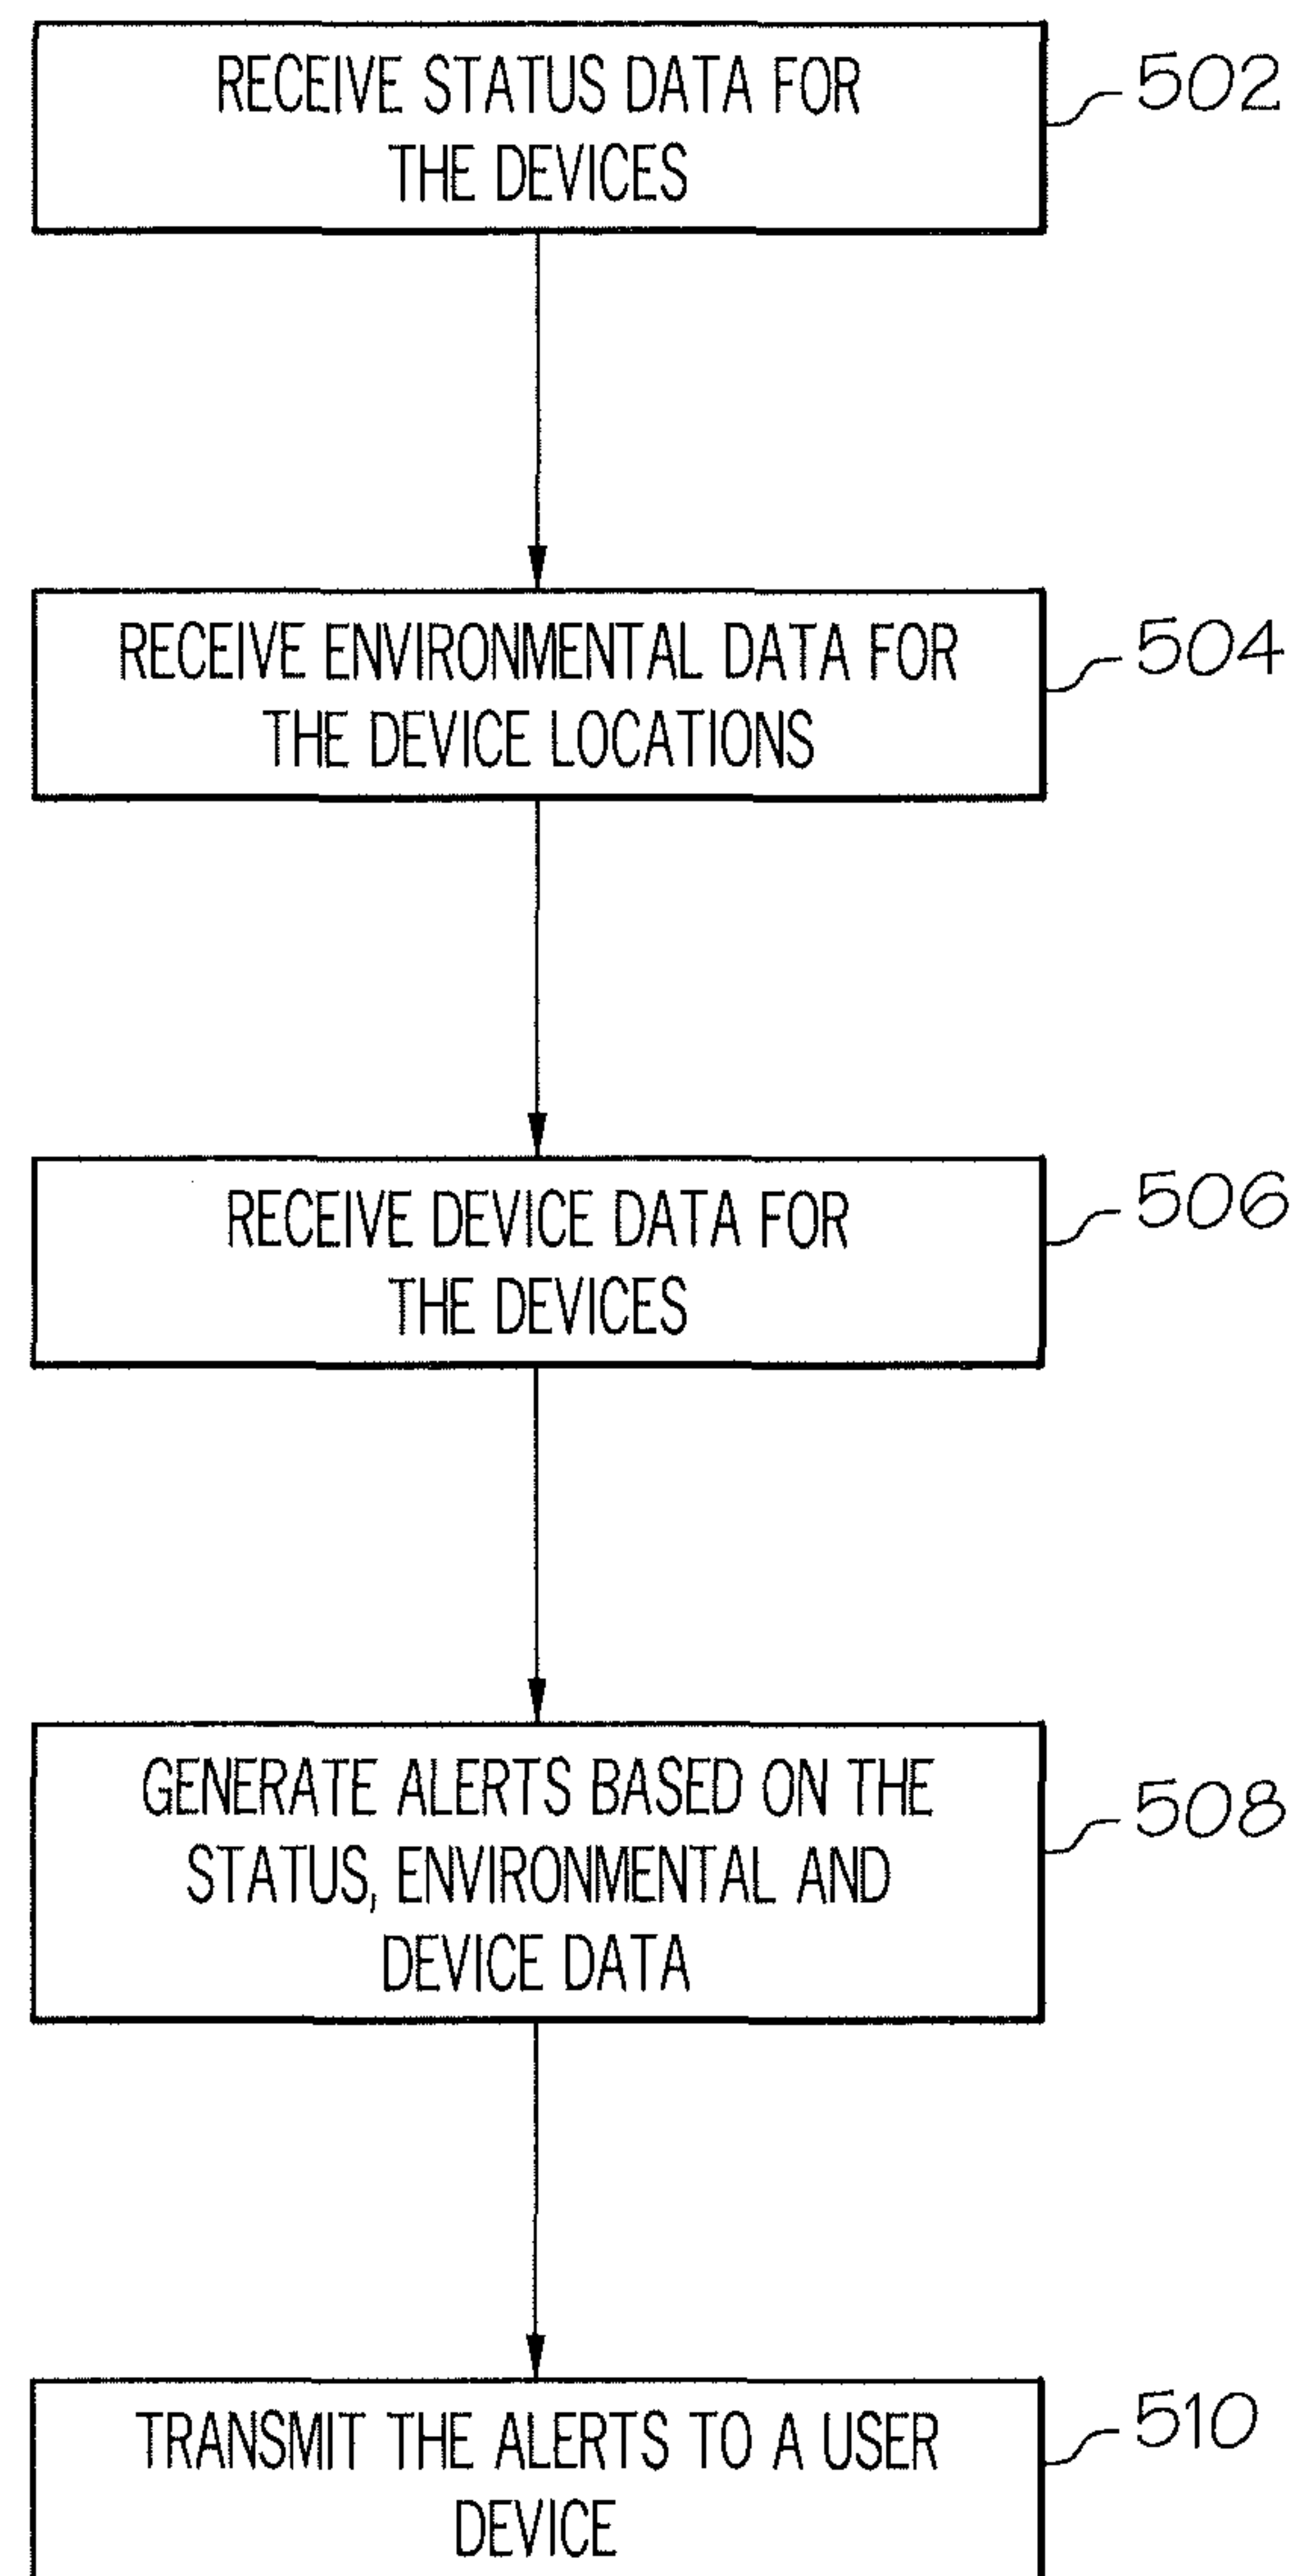 RECEIVE STATUS DATA FOR
THE DEVICES
502
RECEIVE ENVIRONMENTAL DATA FOR
THE DEVICE LOCATIONS
504
RECEIVE DEVICE DATA FOR
THE DEVICES
506
GENERATE ALERTS BASED ON THE
STATUS, ENVIRONMENTAL AND
DEVICE DATA
508
TRANSMIT THE ALERTS TO A USER
DEVICE
510